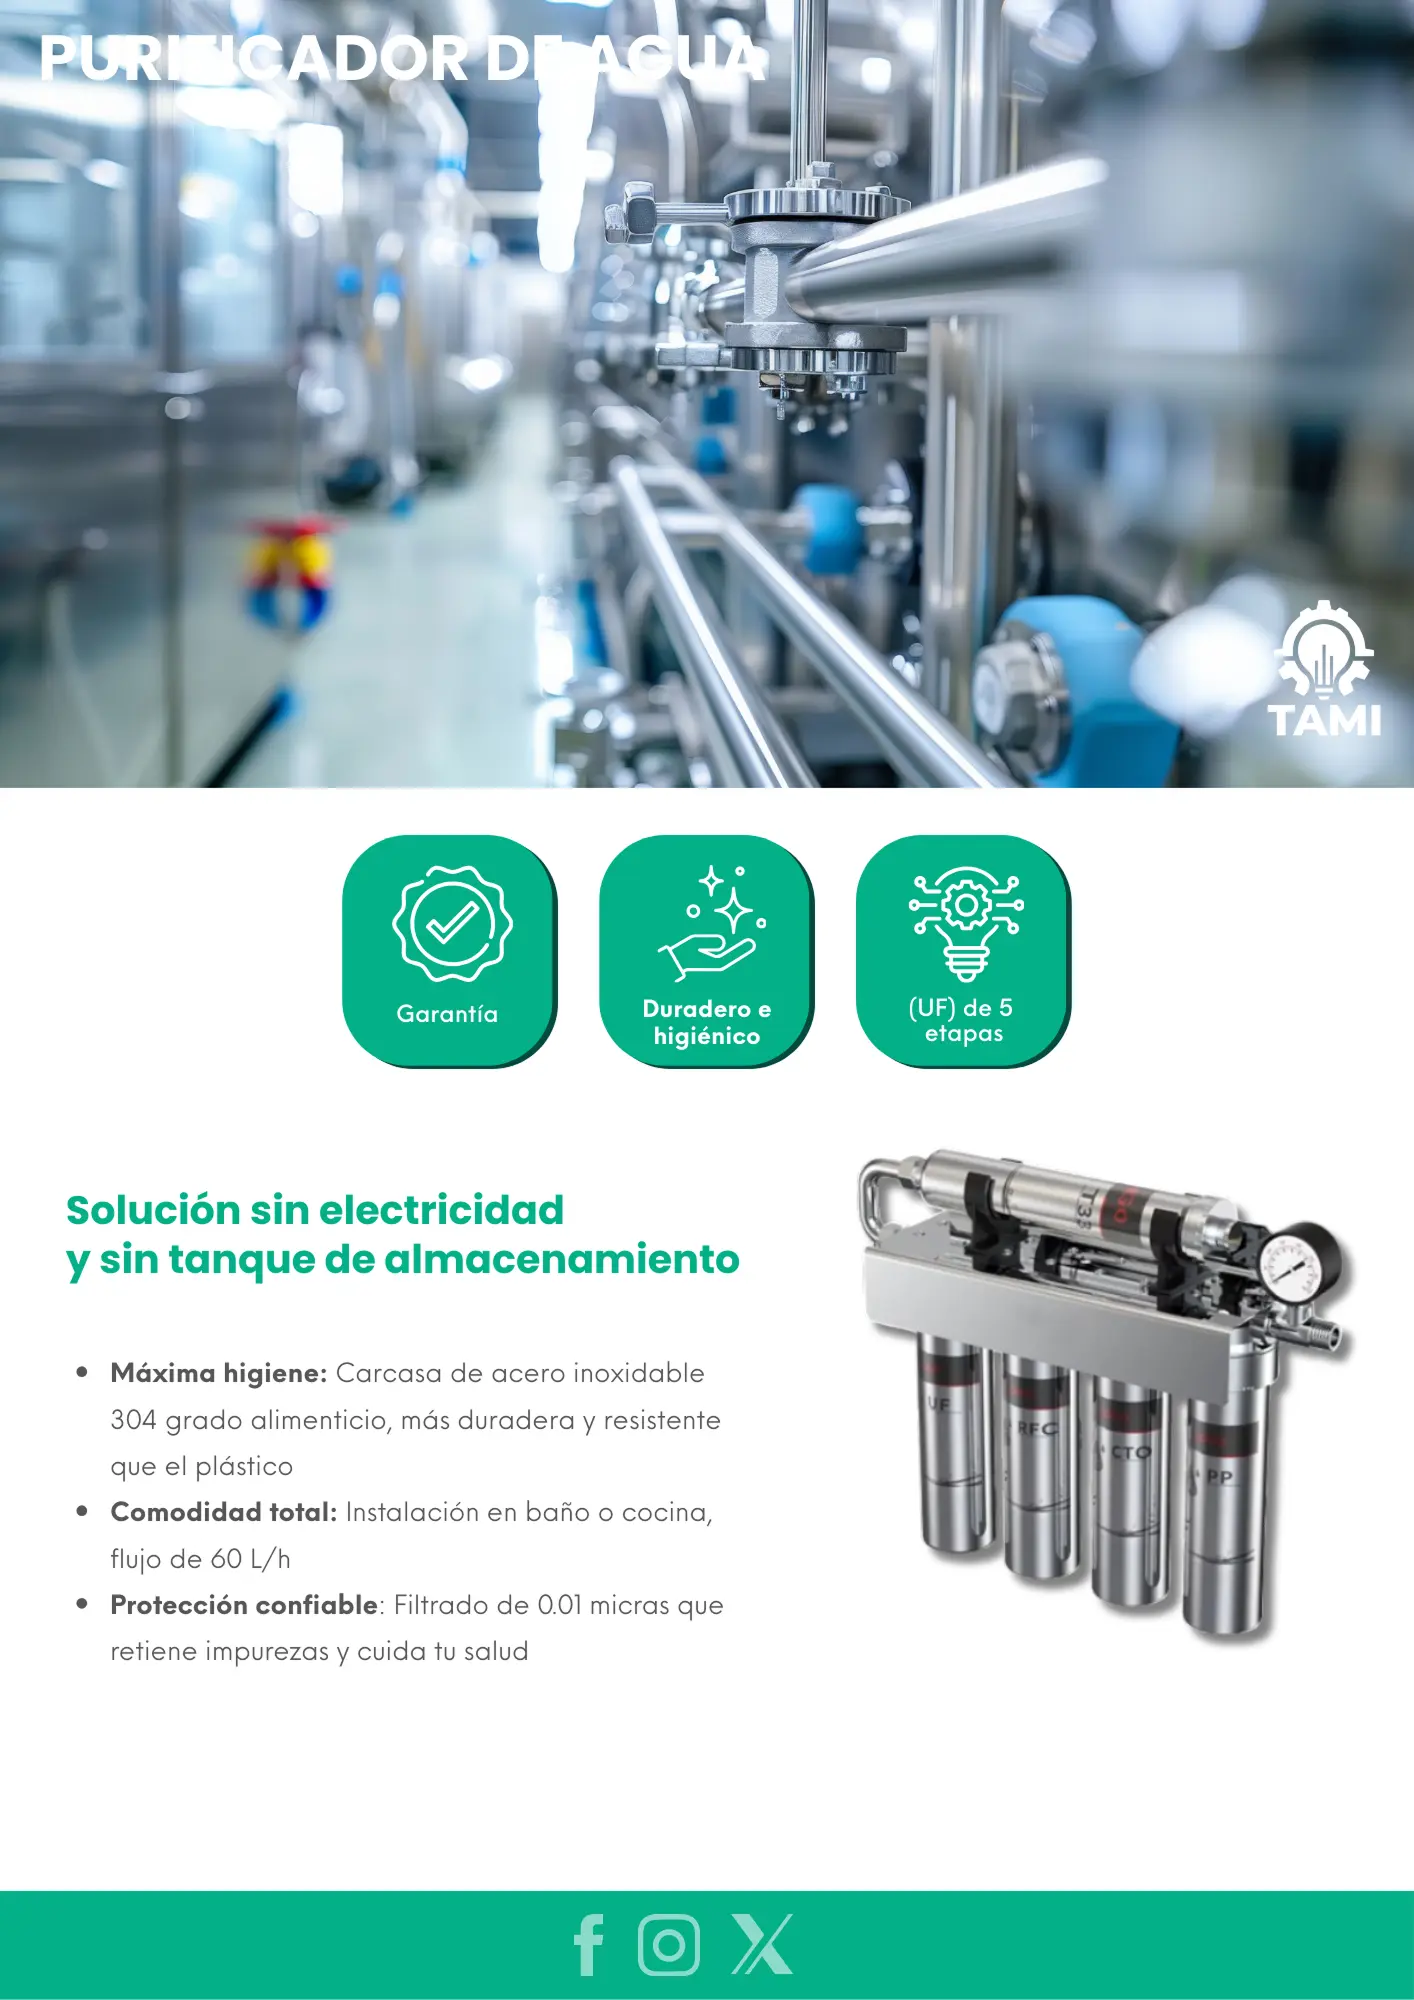 PURIFICADOR DE AGUA
TAMI
Garantía
Duradero e
higiénico
(UF) de 5
etapas
Solución sin electricidad
y sin tanque de almacenamiento
• Máxima higiene: Carcasa de acero inoxidable
304 grado alimenticio, más duradera y resistente
que el plástico
• Comodidad total: Instalación en baño o cocina,
flujo de 60 L/h
• Protección confiable: Filtrado de 0.01 micras que
retiene impurezas y cuida tu salud
T33
UF
RFC
CTO
PP